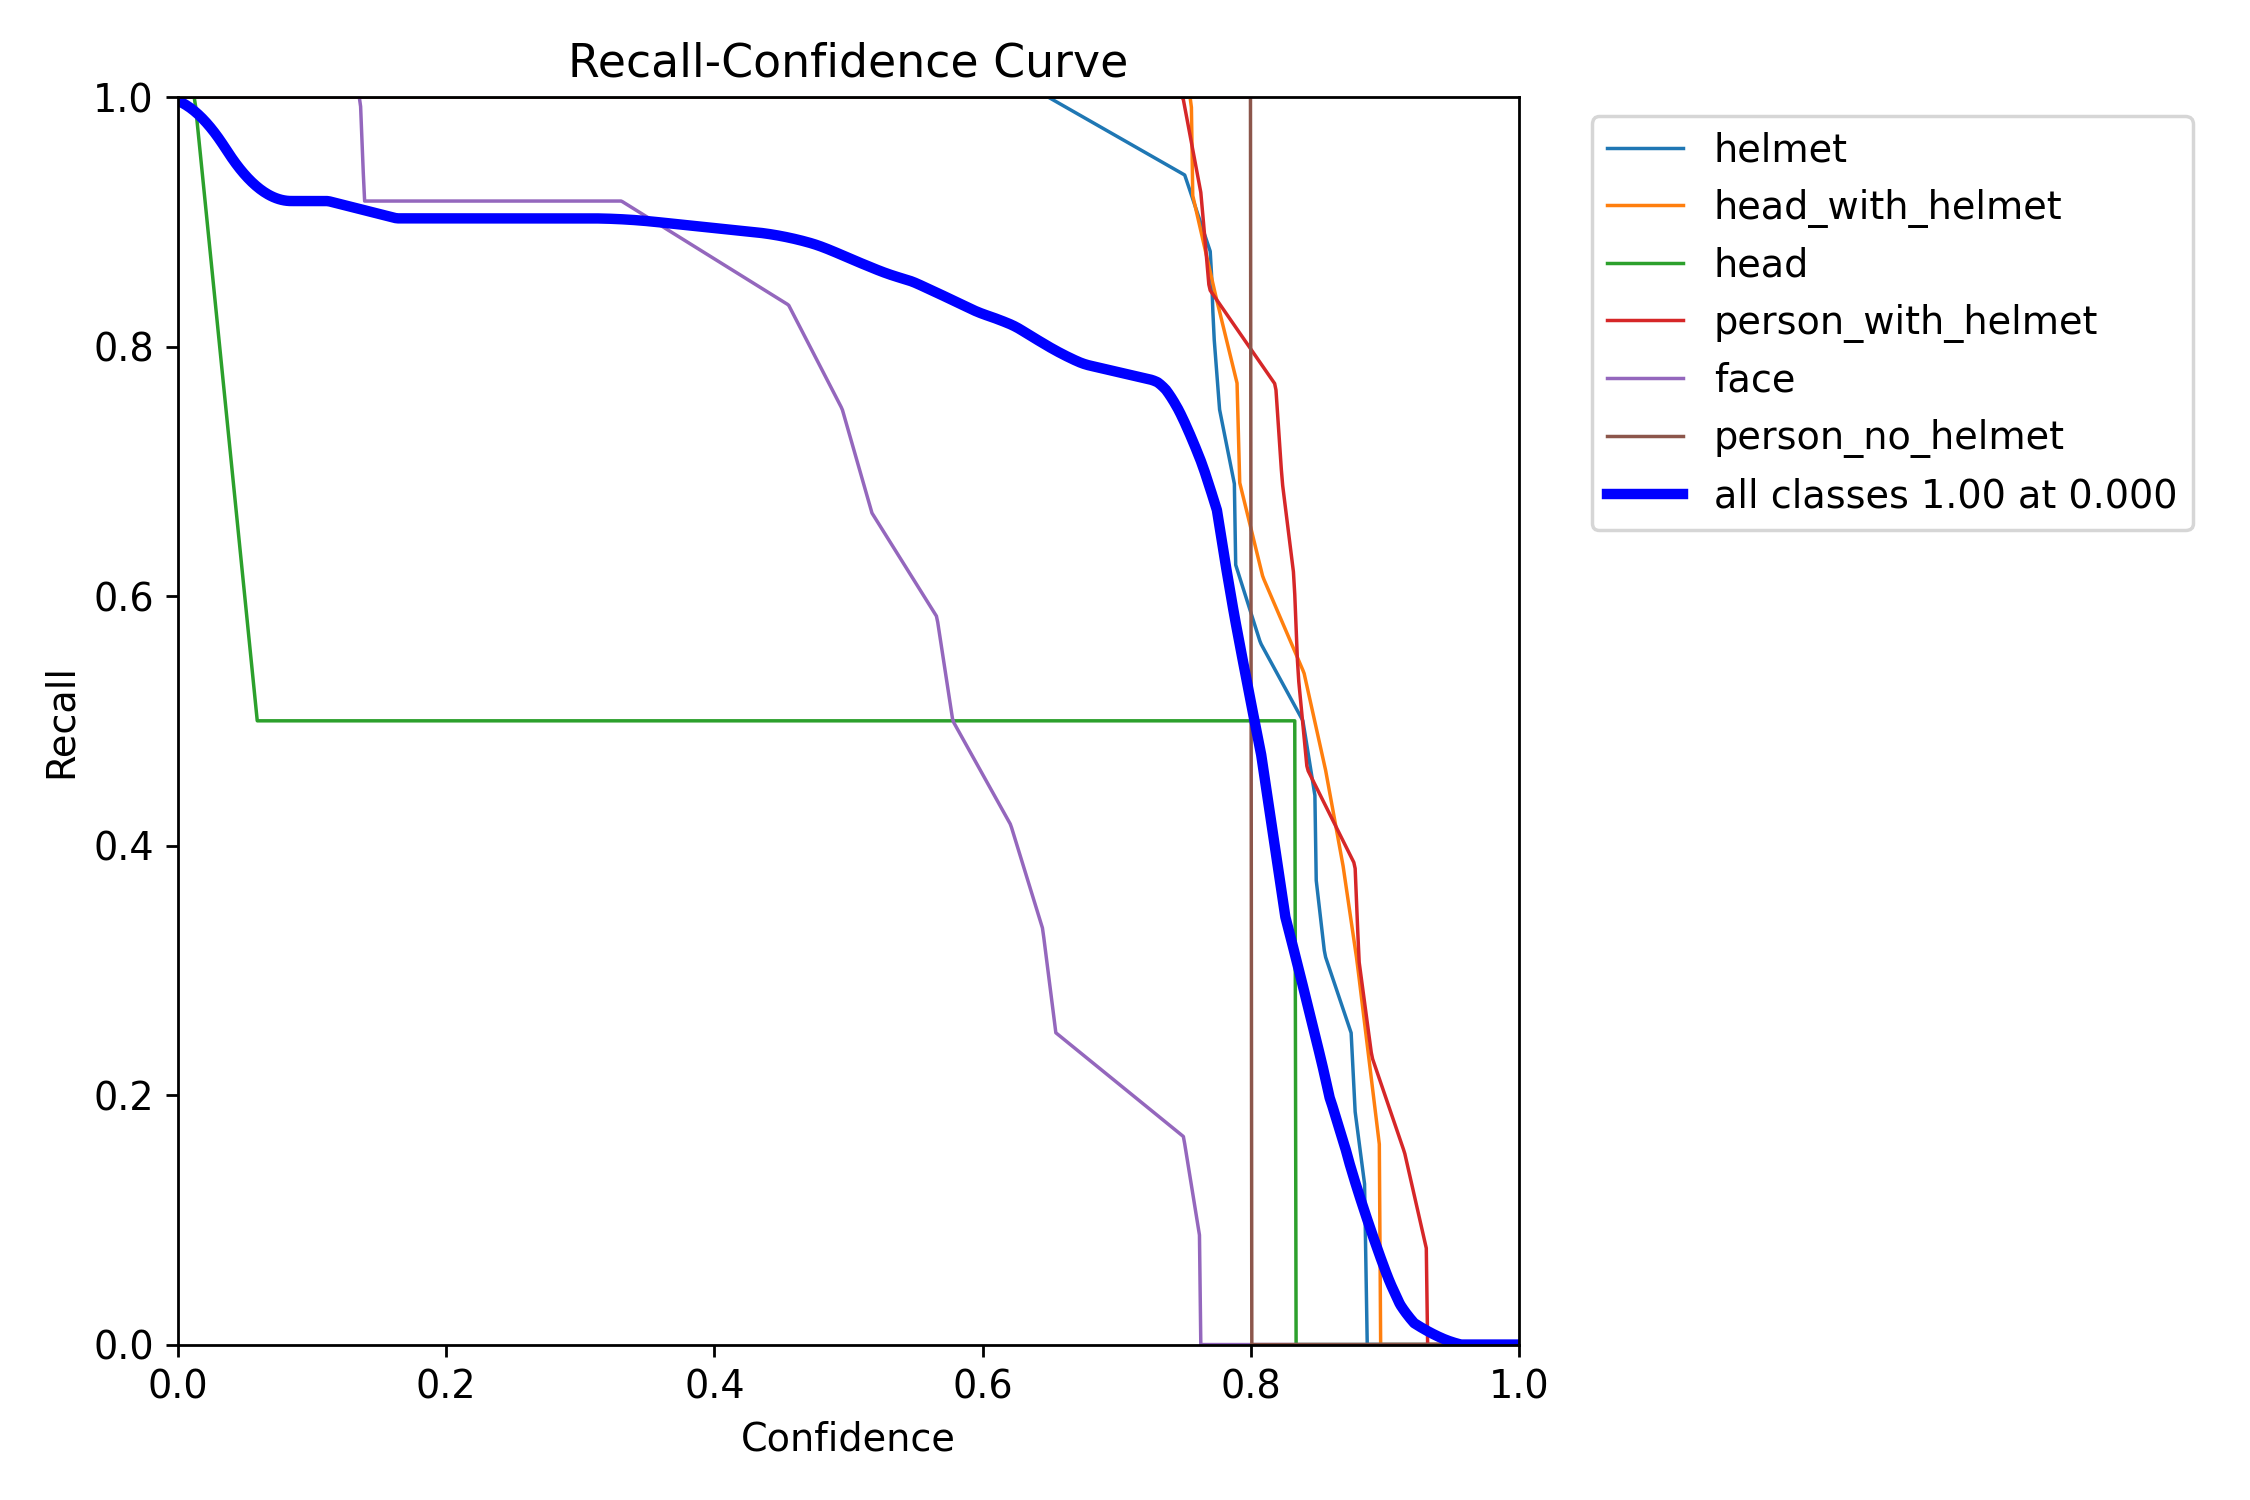 Recall-Confidence Curve
1.0
0.8
0.6
0.4
0.2
0.0
Recall
0.0 0.2 0.4 0.6 0.8 1.0
Confidence
helmet
head_with_helmet
head
person_with_helmet
face
person_no_helmet
all classes 1.00 at 0.000